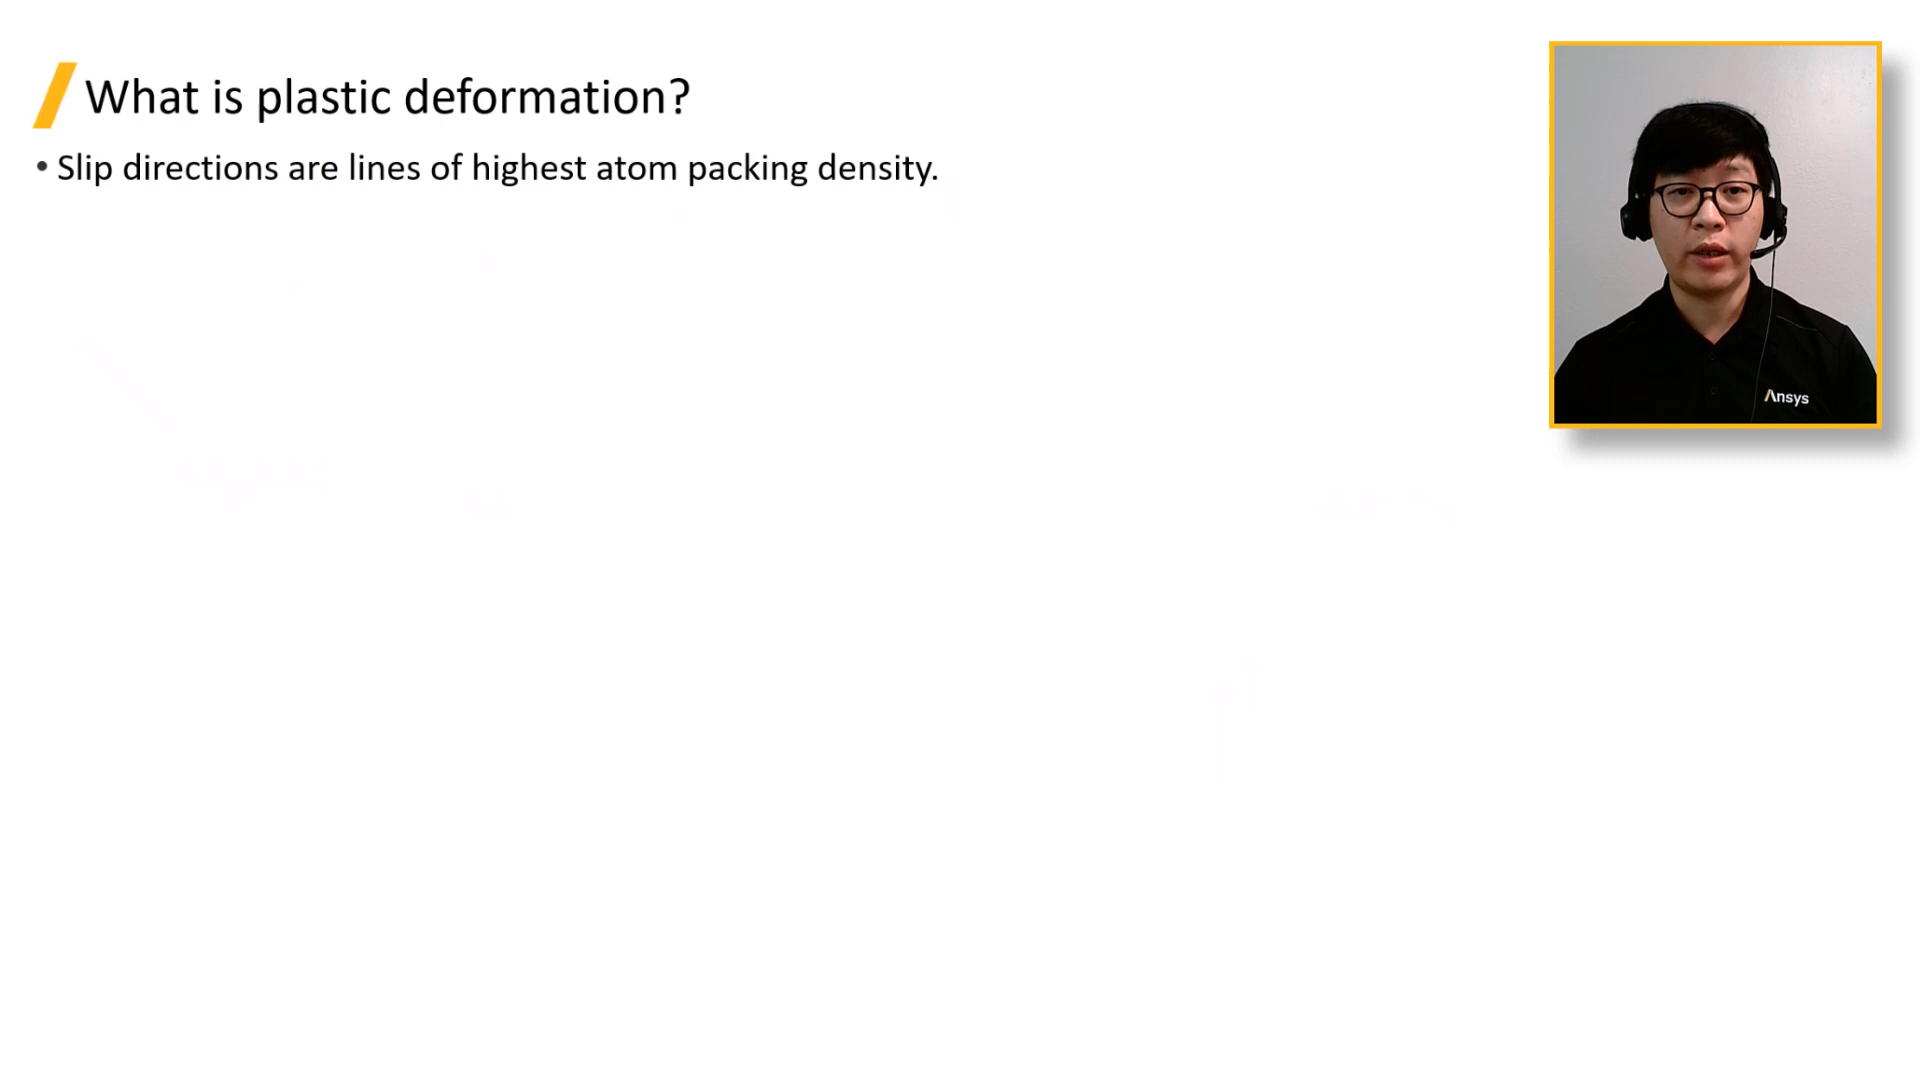 What is plastic deformation?
• Slip directions are lines of highest atom packing density.
Ansys